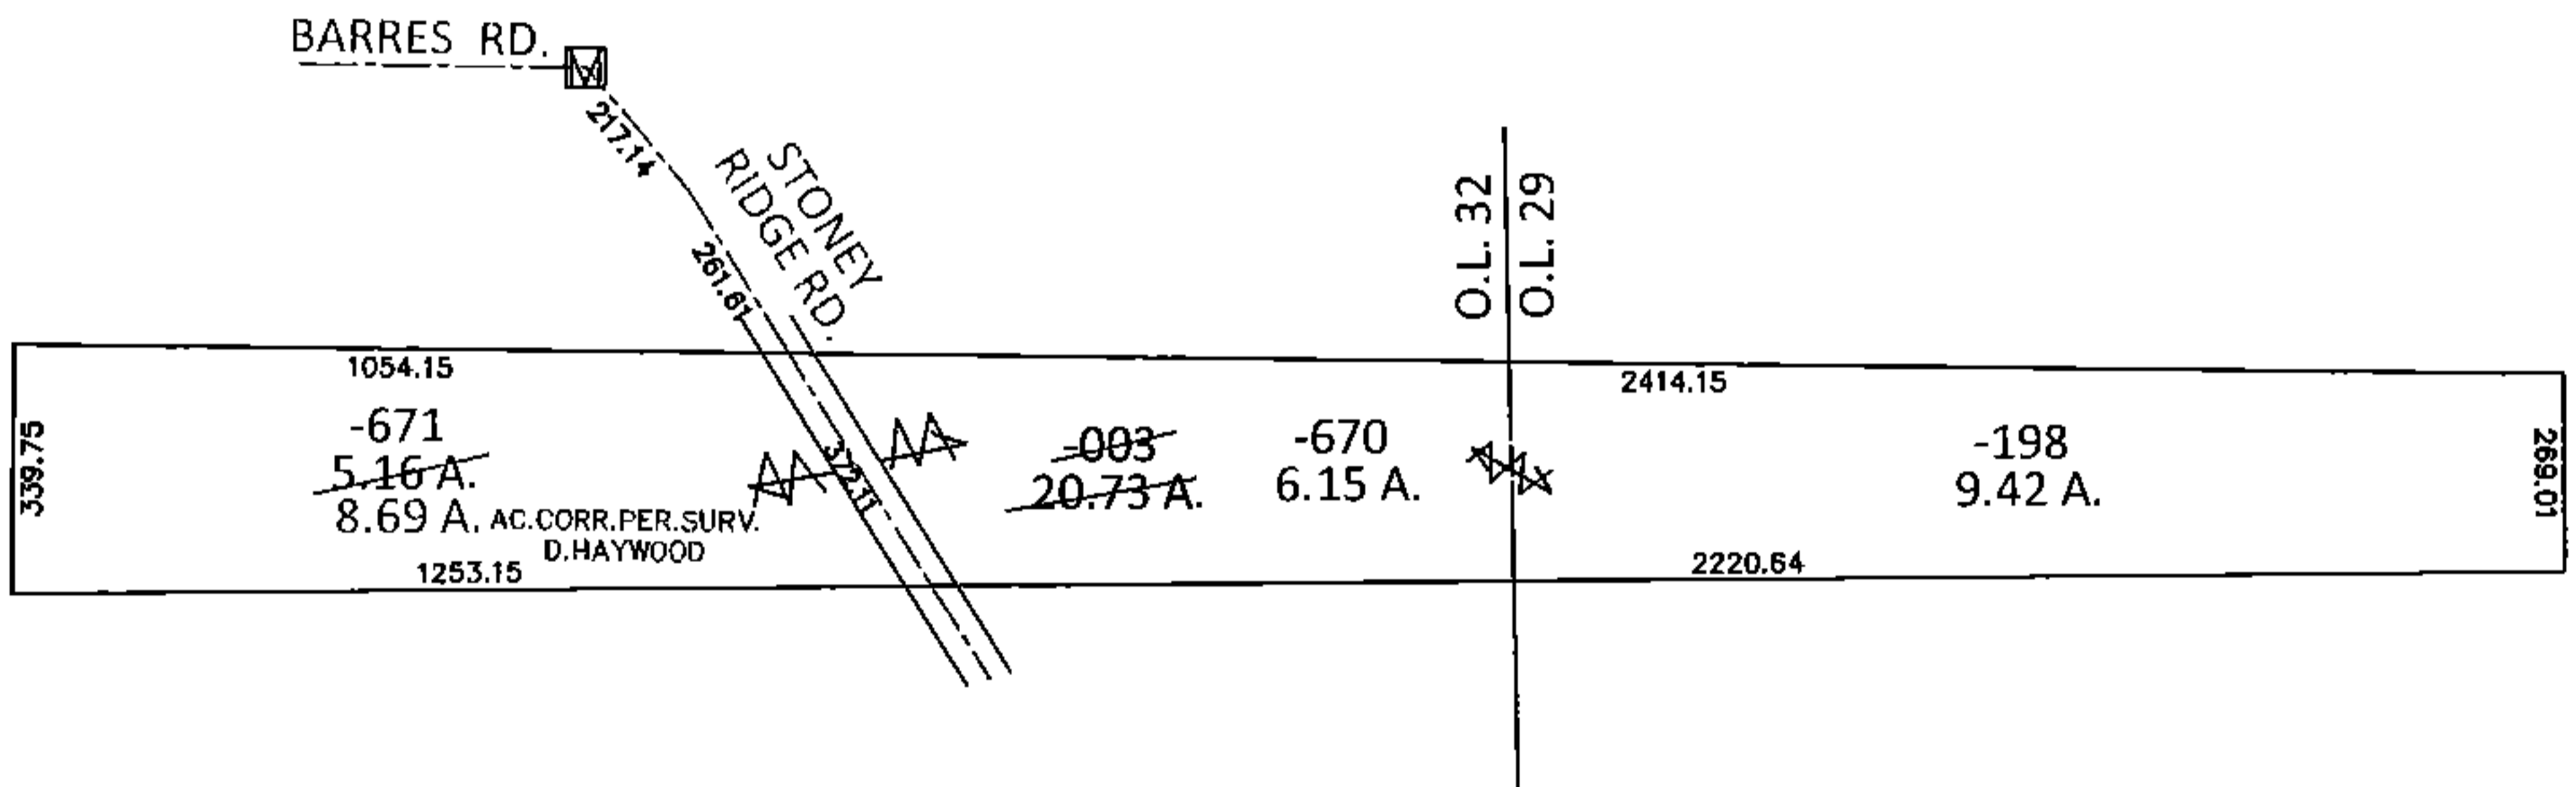 BARRES RD.
217.14
STONEY
RIDGE RD.
261.61
O.L. 32
O.L. 29
1054.15
2414.15
339.75
-671
5.16 A.
8.69 A. AC.CORR.PER.SURV.
D.HAYWOOD
1253.15
372.11
-003
20.73 A.
-670
6.15 A.
-198
9.42 A.
269.01
2220.64